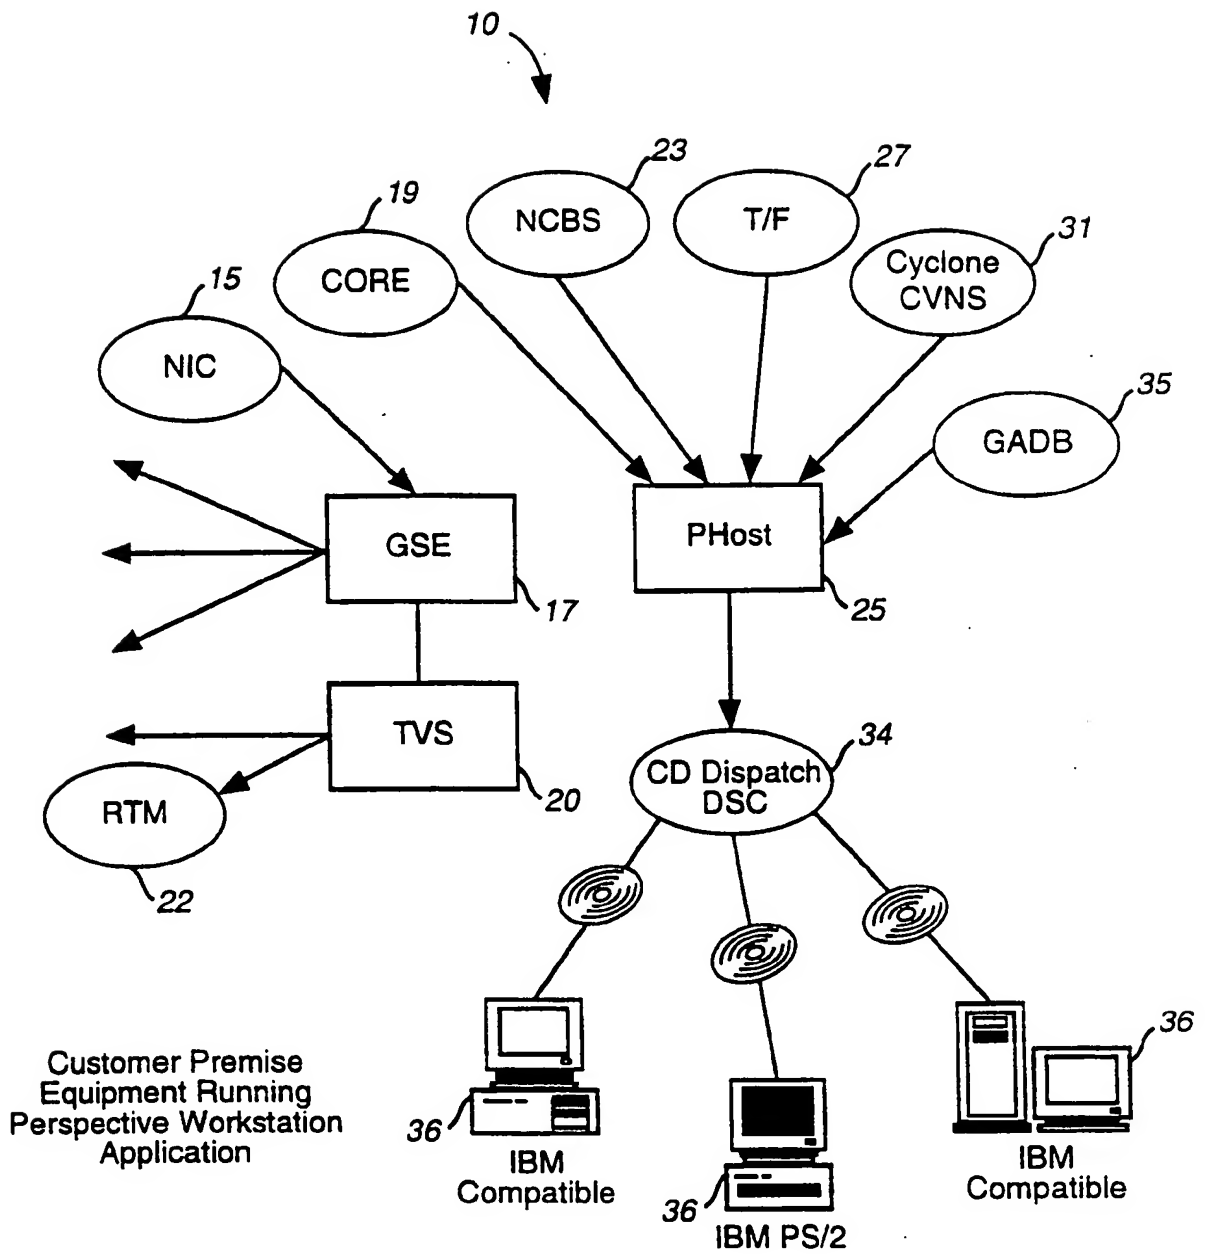 10
23
27
NCBS
T/F
19
31
CORE
Cyclone
CVNS
15
NIC
35
GADB
GSE
PHost
17
25
TVS
34
CD Dispatch
DSC
20
RTM
22
36
Customer Premise
Equipment Running
Perspective Workstation
Application
36
IBM
Compatible
36
IBM PS/2
IBM
Compatible